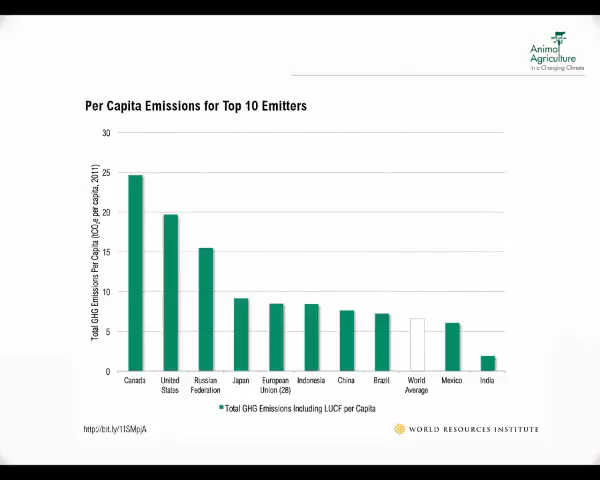 Animal
Agriculture
in a Changing Climate
Per Capita Emissions for Top 10 Emitters
Total GHG Emissions Per Capita (tCO₂e per capita, 2011)
30
25
20
15
10
5
0
Canada
United
States
Russian
Federation
Japan
European
Union (28)
Indonesia
China
Brazil
World
Average
Mexico
India
Total GHG Emissions Including LUCF per Capita
http://bit.ly/11SMpjA
WORLD RESOURCES INSTITUTE